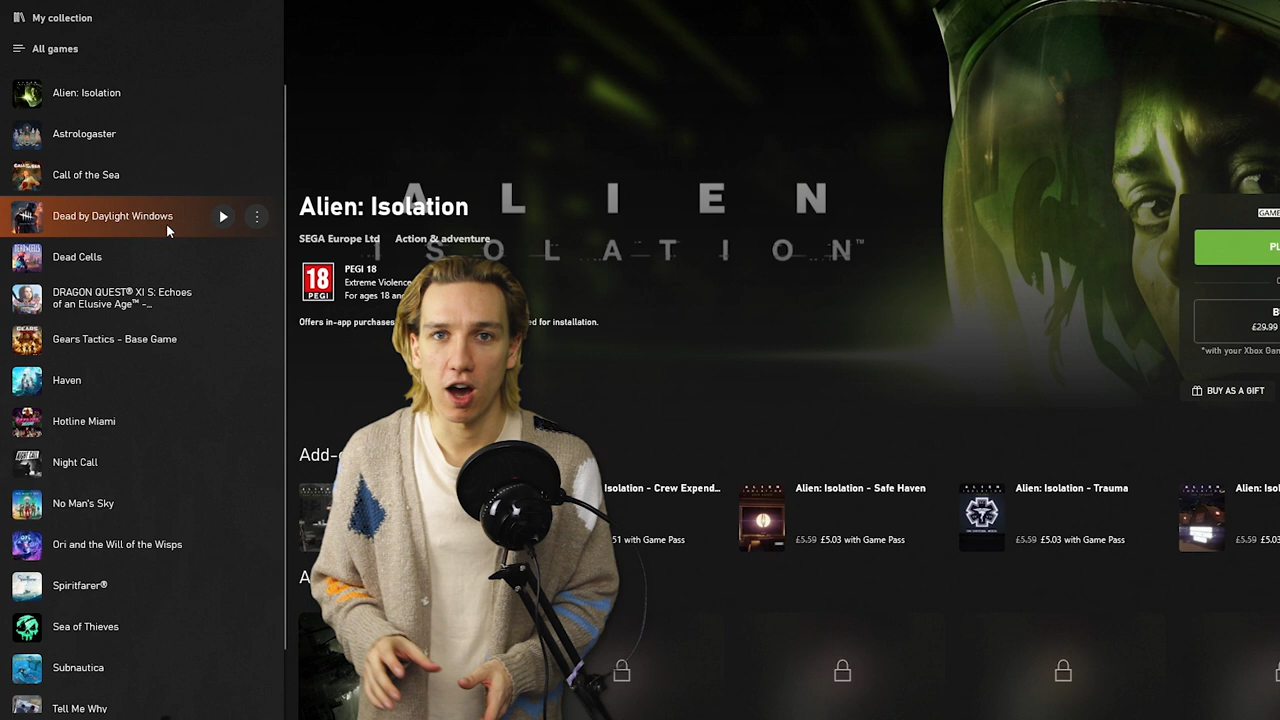 My collection
All games
Alien: Isolation
Astrologaster
Call of the Sea
Dead by Daylight Windows
Dead Cells
DRAGON QUEST® XI S: Echoes
of an Elusive Age™ -...
Gears Tactics - Base Game
Haven
Hotline Miami
Night Call
No Man's Sky
Ori and the Will of the Wisps
Spiritfarer®
Sea of Thieves
Subnautica
Tell Me Why
ALIEN
ISOLATION™
Alien: Isolation
SEGA Europe Ltd Action & adventure
18
PEGI
PEGI 18
Extreme Violence
For ages 18 an
Offers in-app purchases
ed for installation.
GAME
PL
£29.99
*with your Xbox Gam
BUY AS A GIFT
Add-
Isolation - Crew Expend...
51 with Game Pass
Alien: Isolation - Safe Haven
£5.59 £5.03 with Game Pass
Alien: Isolation - Trauma
£5.59 £5.03 with Game Pass
Alien: Isol
£5.59 £5.03
A